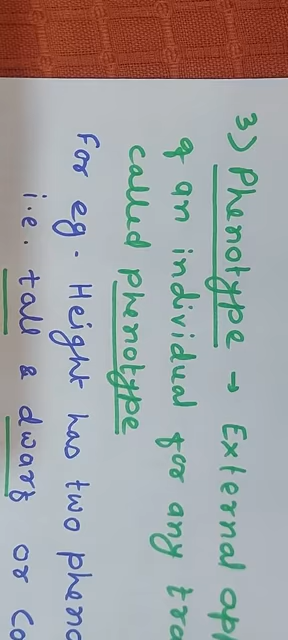 3) Phenotype → External
of an individual for any
called phenotype
For eg. Height has two
i.e. tall & dwarf or